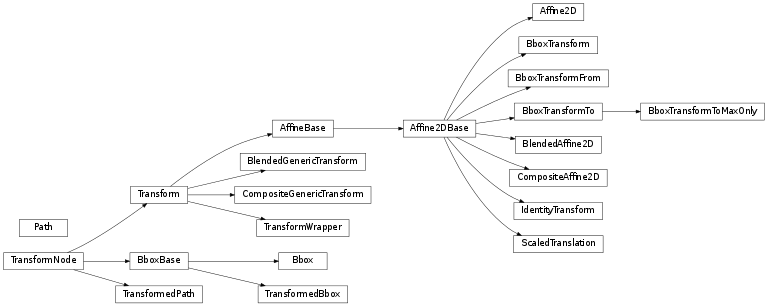 Affine2D
BboxTransform
BboxTransformFrom
BboxTransformTo
BboxTransformToMaxOnly
AffineBase
Affine2DBase
BlendedAffine2D
BlendedGenericTransform
CompositeAffine2D
Transform
CompositeGenericTransform
IdentityTransform
Path
TransformWrapper
ScaledTranslation
TransformNode
BboxBase
Bbox
TransformedPath
TransformedBbox